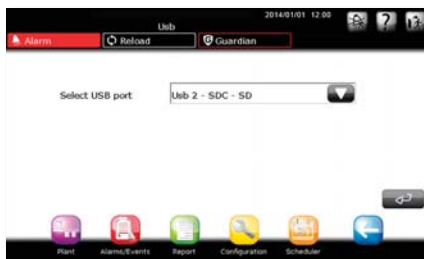 Usb
2014/01/01 12:00
Alarm
Reload
Guardian
Select USB port
Usb 2 - SDC - SD
Plant
Alarms/Events
Report
Configuration
Scheduler